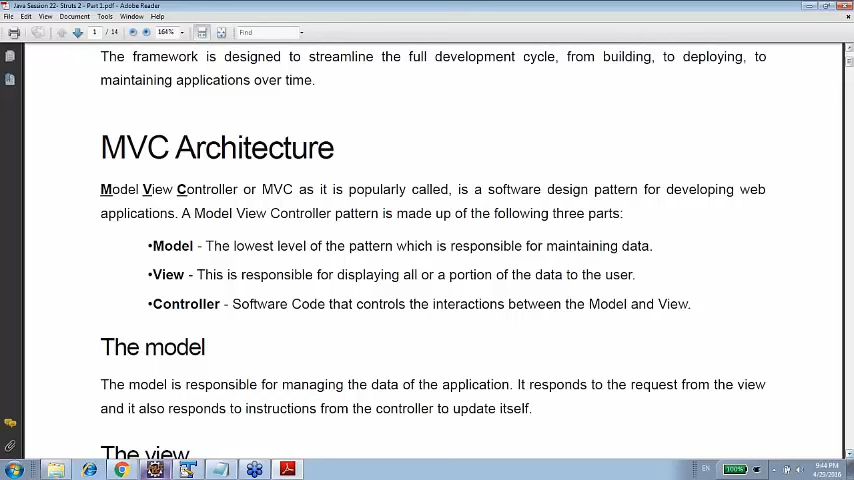 Java Session 22- Struts 2 - Part 1.pdf - Adobe Reader
File Edit View Document Tools Window Help
1 / 14 164% Find
The framework is designed to streamline the full development cycle, from building, to deploying, to
maintaining applications over time.
MVC Architecture
Model View Controller or MVC as it is popularly called, is a software design pattern for developing web
applications. A Model View Controller pattern is made up of the following three parts:
•Model - The lowest level of the pattern which is responsible for maintaining data.
•View - This is responsible for displaying all or a portion of the data to the user.
•Controller - Software Code that controls the interactions between the Model and View.
The model
The model is responsible for managing the data of the application. It responds to the request from the view
and it also responds to instructions from the controller to update itself.
The view
EN 100% 9:44 PM
4/29/2016